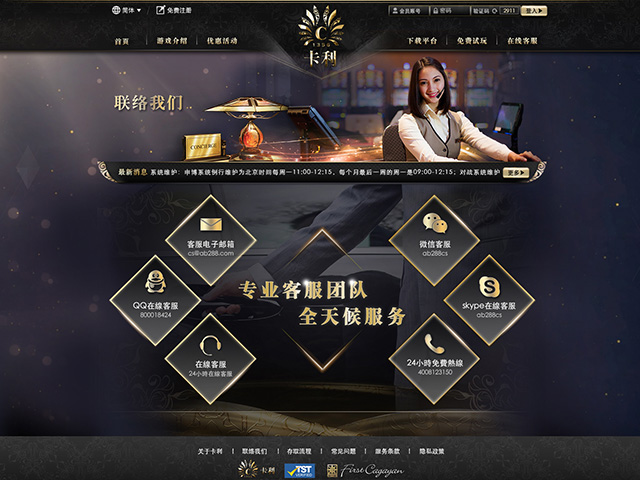 简体
免费注册
会员账号
密码
验证码
2911
登入
首页
游戏介绍
优惠活动
C
1996
卡利
下载平台
免费试玩
在线客服
联络我们
CONCIERGE
最新消息 系统维护：申博系统例行维护为北京时间每周一11:00-12:15，每个月最后一周的周一是09:00-12:15；对战系统维护
更多
客服电子邮箱
cs@ab288.com
微信客服
ab288cs
QQ在線客服
800018424
专业客服团队
全天候服务
skype在线客服
ab288cs
在線客服
24小時在線客服
24小時免費熱線
4008123150
关于卡利
联络我们
存取流程
常见问题
服务条款
隐私政策
卡利
TST
VERIFIED
First Cagayan